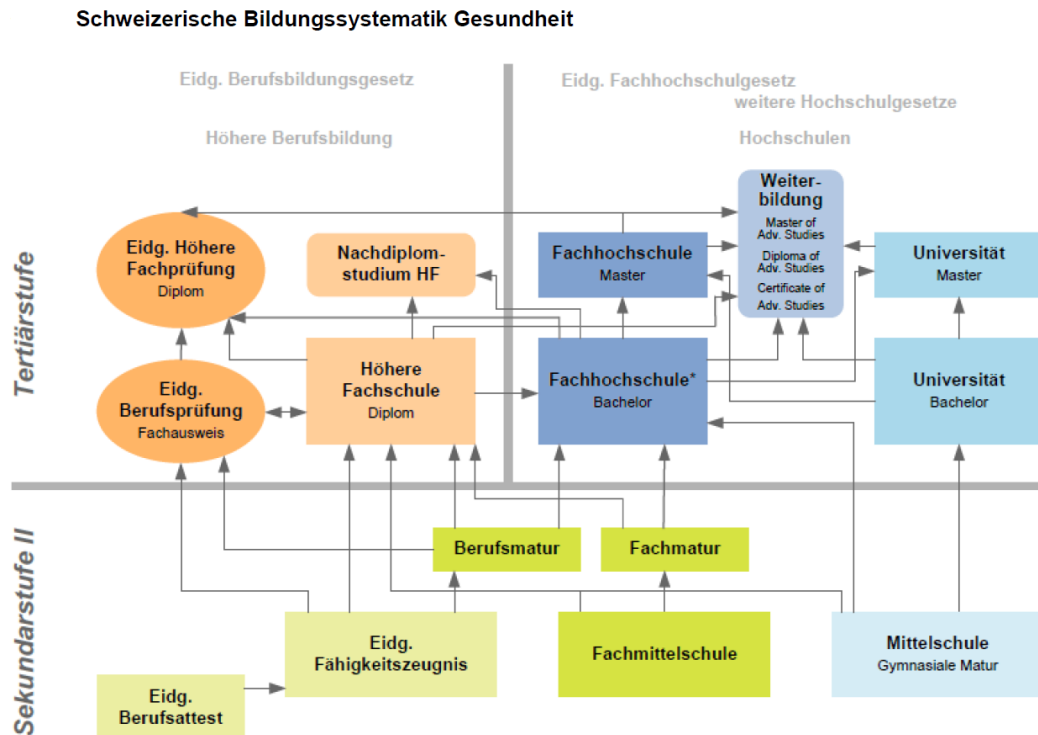 Schweizerische Bildungssystematik Gesundheit
Eidg. Berufsbildungsgesetz
Eidg. Fachhochschulgesetz
weitere Hochschulgesetze
Höhere Berufsbildung
Hochschulen
Tertiärstufe
Eidg. Höhere
Fachprüfung
Diplom
Nachdiplom-
studium HF
Fachhochschule
Master
Weiter-
bildung
Master of
Adv. Studies
Diploma of
Adv. Studies
Certificate of
Adv. Studies
Universität
Master
Eidg.
Berufsprüfung
Fachausweis
Höhere
Fachschule
Diplom
Fachhochschule*
Bachelor
Universität
Bachelor
Sekundarstufe II
Berufsmatur
Fachmatur
Eidg.
Fähigkeitszeugnis
Fachmittelschule
Mittelschule
Gymnasiale Matur
Eidg.
Berufsattest